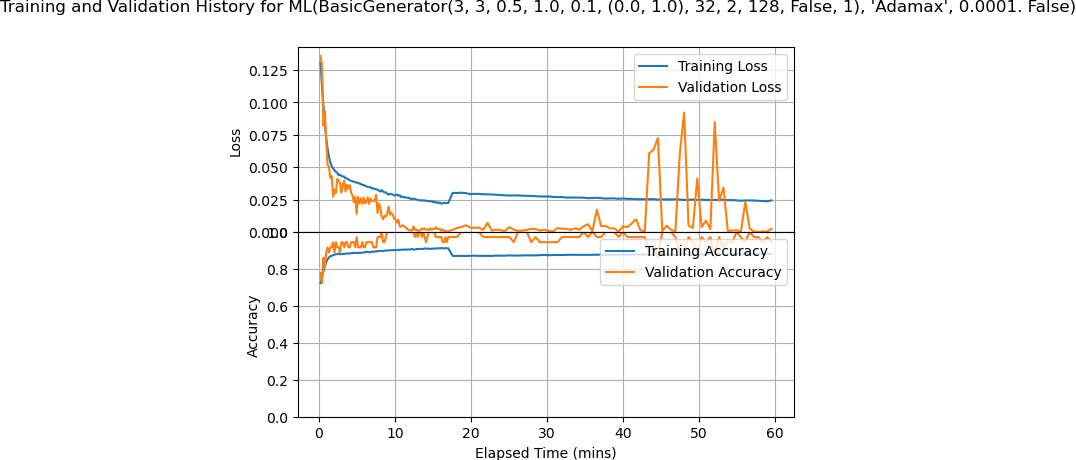 Training and Validation History for ML(BasicGenerator(3, 3, 0.5, 1.0, 0.1, (0.0, 1.0), 32, 2, 128, False, 1), 'Adamax', 0.0001. False)
Training Loss
Validation Loss
0.125
0.100
0.075
0.050
0.025
0.000
Loss
1.0
Training Accuracy
Validation Accuracy
0.8
0.6
0.4
0.2
0.0
Accuracy
0 10 20 30 40 50 60
Elapsed Time (mins)